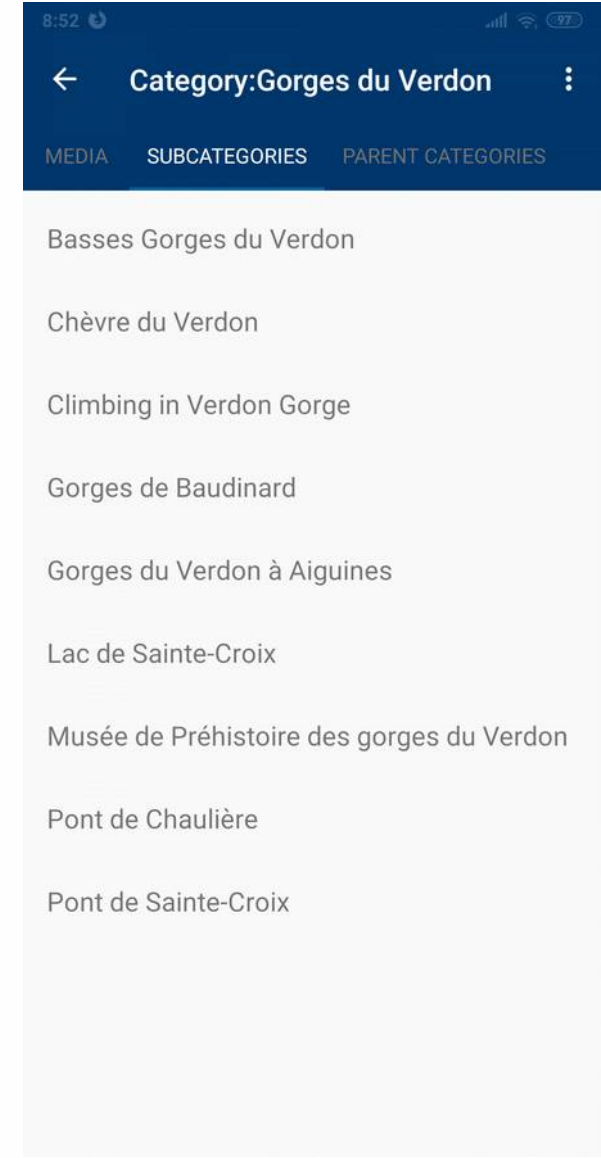 8:52
97
Category:Gorges du Verdon
MEDIA SUBCATEGORIES PARENT CATEGORIES
Basses Gorges du Verdon
Chèvre du Verdon
Climbing in Verdon Gorge
Gorges de Baudinard
Gorges du Verdon à Aiguines
Lac de Sainte-Croix
Musée de Préhistoire des gorges du Verdon
Pont de Chaulière
Pont de Sainte-Croix